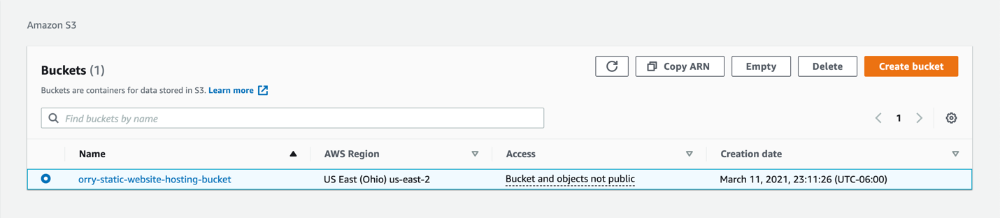 Amazon S3
Buckets (1)
Copy ARN
Empty
Delete
Create bucket
Buckets are containers for data stored in S3. Learn more
Find buckets by name
1
Name
AWS Region
Access
Creation date
orry-static-website-hosting-bucket
US East (Ohio) us-east-2
Bucket and objects not public
March 11, 2021, 23:11:26 (UTC-06:00)